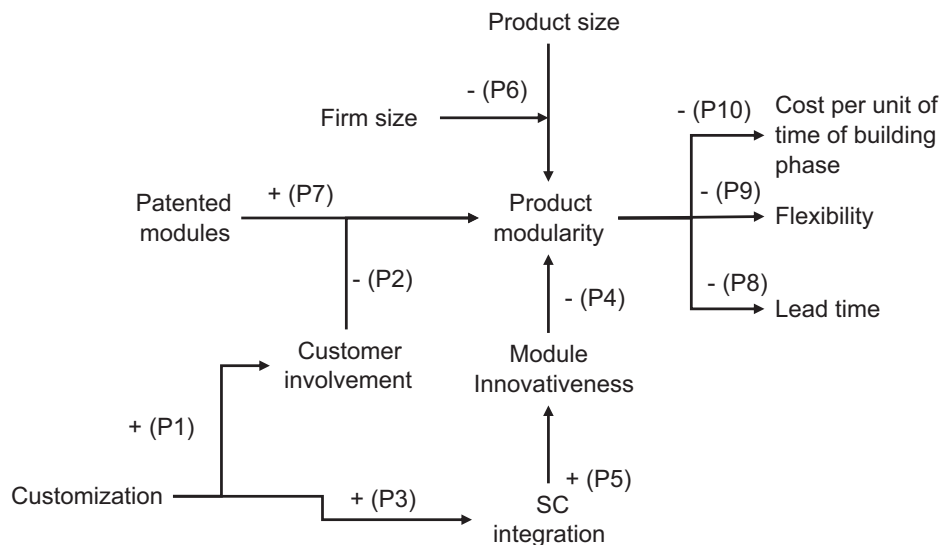 Product size
- (P6)
Firm size
- (P10)
Cost per unit of
time of building
phase
+ (P7)
- (P9)
Patented
modules
Product
modularity
Flexibility
- (P2)
- (P4)
- (P8)
Lead time
Customer
involvement
Module
Innovativeness
+ (P1)
+ (P5)
Customization
+ (P3)
SC
integration